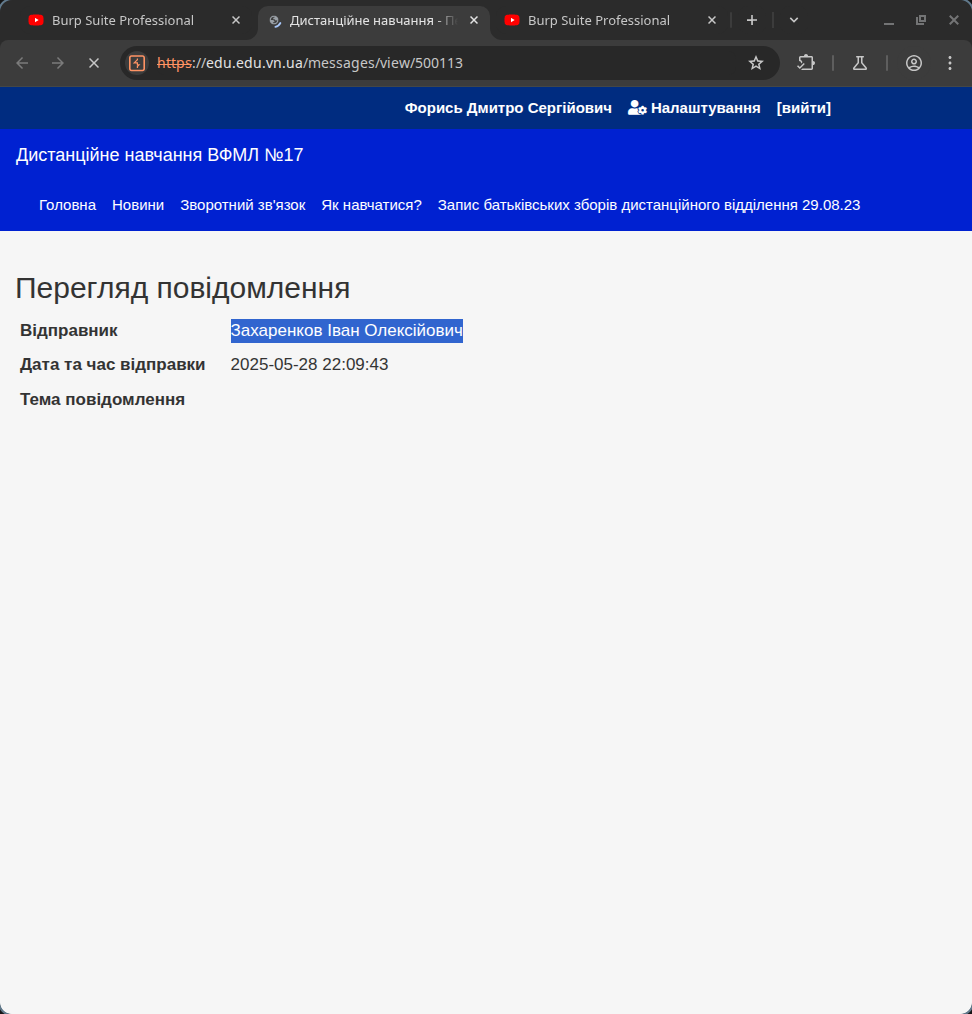 Burp Suite Professional
Дистанційне навчання - П
Burp Suite Professional
https://edu.edu.vn.ua/messages/view/500113
Форись Дмитро Сергійович Налаштування [вийти]
Дистанційне навчання ВФМЛ №17
Головна Новини Зворотний зв'язок Як навчатися? Запис батьківських зборів дистанційного відділення 29.08.23
Перегляд повідомлення
Відправник Захаренков Іван Олексійович
Дата та час відправки 2025-05-28 22:09:43
Тема повідомлення